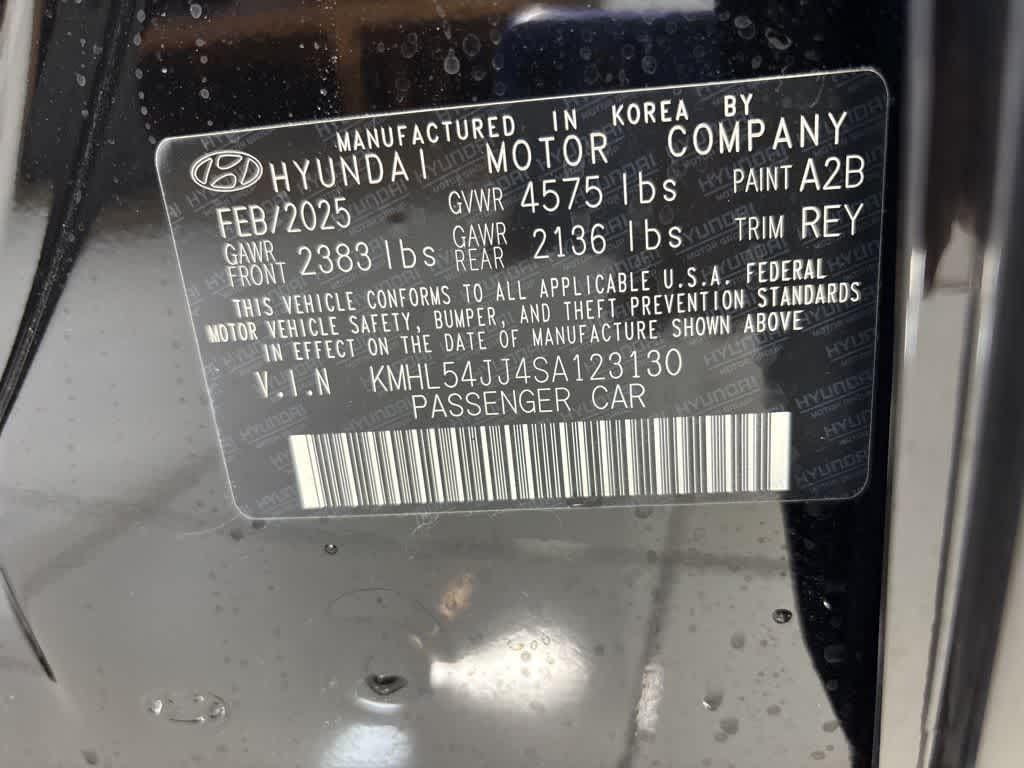 MANUFACTURED IN KOREA BY
HYUNDAI MOTOR COMPANY
FEB/2025 GVWR 4575 lbs PAINT A2B
GAWR FRONT 2383 lbs GAWR REAR 2136 lbs TRIM REY
THIS VEHICLE CONFORMS TO ALL APPLICABLE U.S.A. FEDERAL
MOTOR VEHICLE SAFETY, BUMPER, AND THEFT PREVENTION STANDARDS
IN EFFECT ON THE DATE OF MANUFACTURE SHOWN ABOVE
V.I.N KMHL54JJ4SA123130
PASSENGER CAR